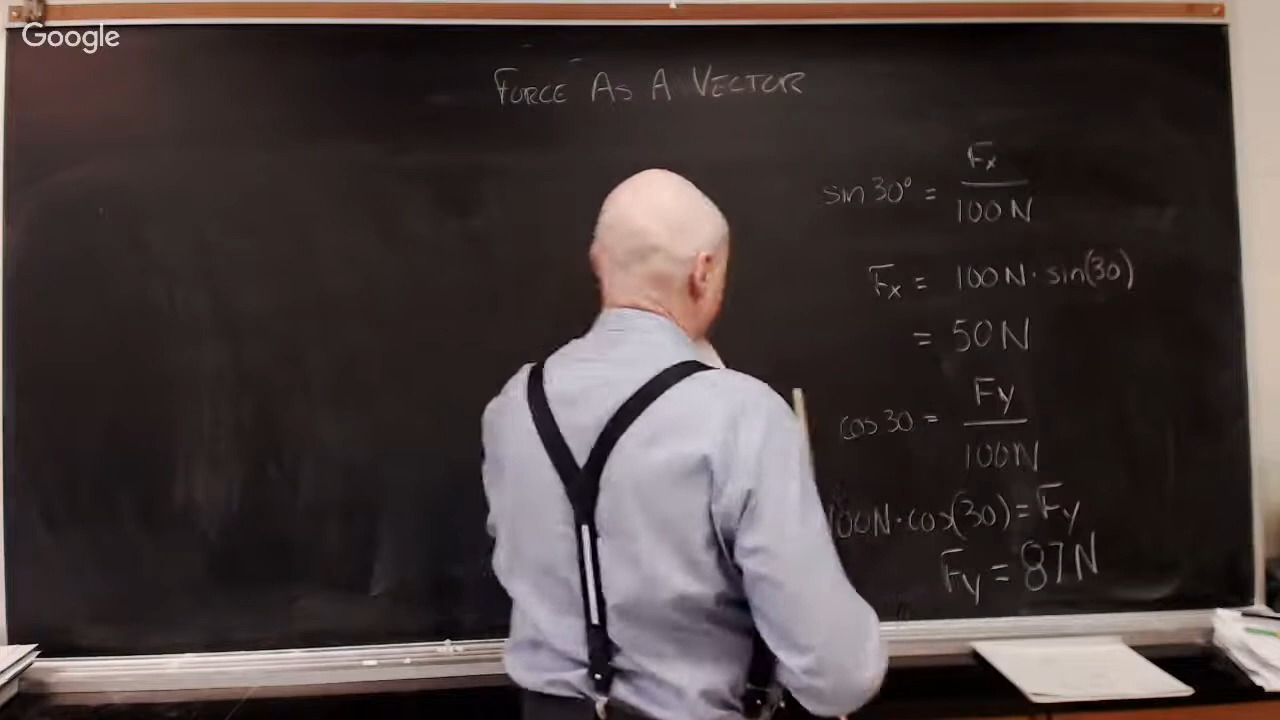 Google
FORCE AS A VECTOR
sin 30° = Fx / 100 N
Fx = 100 N · sin(30)
= 50 N
cos 30 = Fy / 100 N
100N · cos(30) = Fy
Fy = 87 N